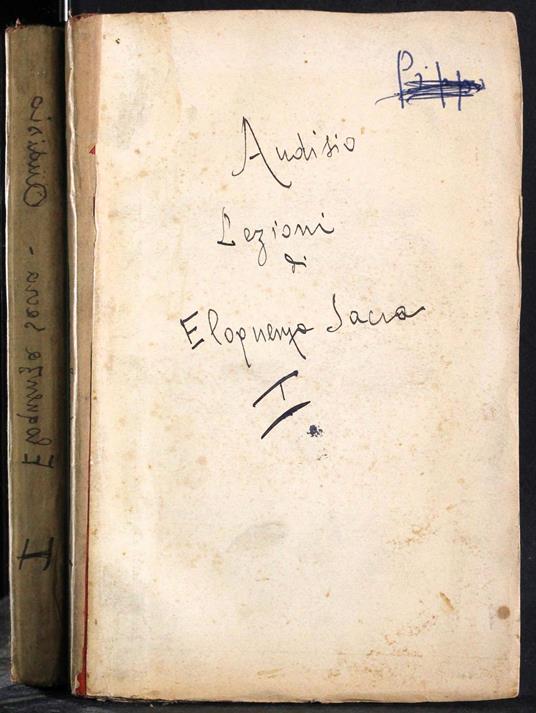 Audisio
Lezioni
di
Eloquenza Sacra
I
I Eloquenza Sacra - Audisio